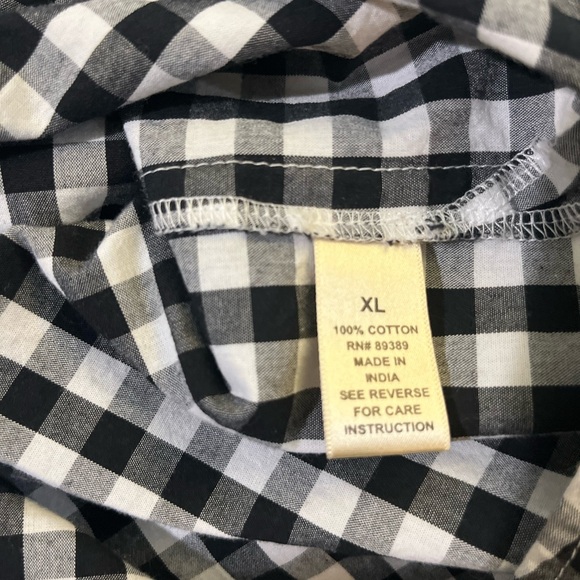 XL
100% COTTON
RN# 89389
MADE IN
INDIA
SEE REVERSE
FOR CARE
INSTRUCTION